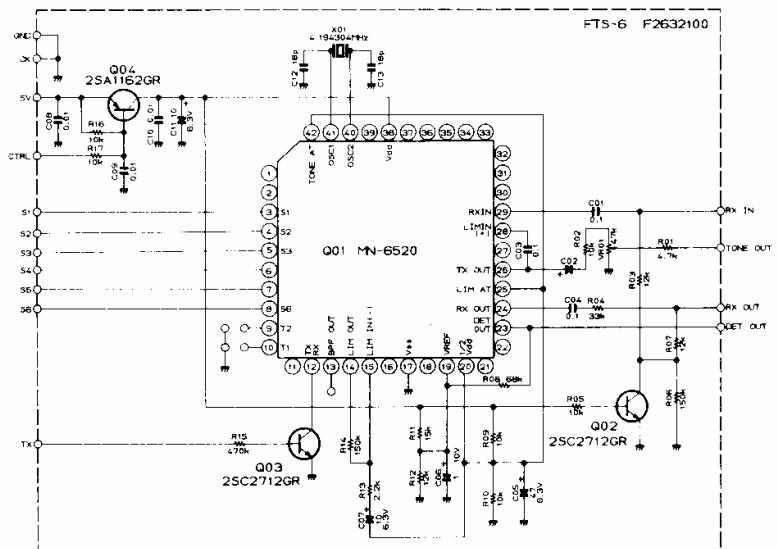 FTS-6 F2632100
GND
5V
CTRL
S1
S2
S3
S4
S5
S6
TX
Q04
2SA1162GR
C08
0.01
R16
10k
R17
10k
C09
0.01
C10 0.01
C11 10
6.3V
X01
4.194304MHz
C12 18p
C13 18p
42 41 40 39 38 37 36 35 34 33
TONE AT
OSC1
OSC2
Vdd
1
2
3 S1
4 S2
5 S3
6
7
8 S6
9 T2
10 T1
Q01 MN-6520
32
31
30
29 RXIN
28 LIMIN (+)
27
26 TX OUT
25 LIM AT
24 RX OUT
23 DET OUT
22
TX RX
BPF OUT
LIM OUT
LIM IN(-)
Vss
VREF
1/2 Vdd
11 12 13 14 15 16 17 18 19 20 21
C01
0.1
C03
0.1
C02
R02
VR01
47k
R01
4.7k
R03
12k
C04
0.1
R04
33k
R07
12k
R06
150k
RX IN
TONE OUT
RX OUT
DET OUT
R08 68k
R05
10k
Q02
2SC2712GR
R15
470k
Q03
2SC2712GR
R14
150k
R13
2.2k
C07
10
6.3V
R11
15k
R12
12k
C06
1
10V
R09
10k
R10
10k
C05
47
6.3V